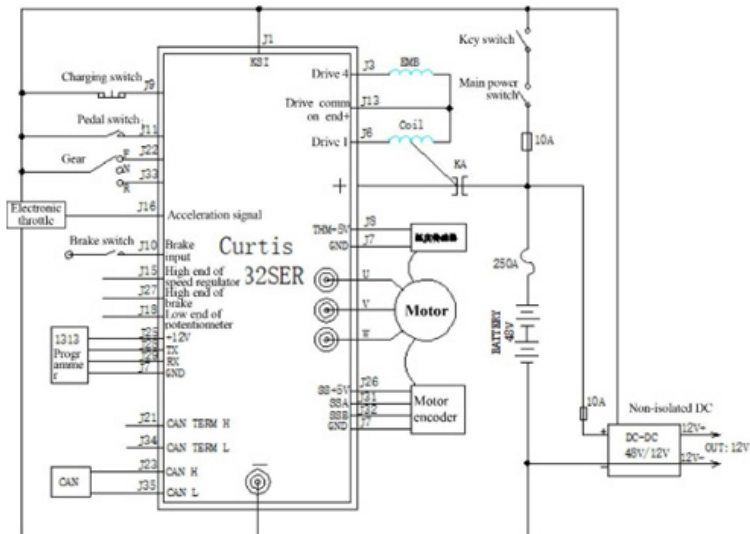 J1
KSI
Charging switch
J9
Pedal switch
J11
Gear
F
J22
N
R
J33
Electronic
throttle
J16
Acceleration signal
Brake switch
J10
Brake
input
J15
High end of
speed regulator
J27
High end of
brake
J18
Low end of
potentiometer
1313
Progr
amme
r
J25
+12V
TX
RX
J7
GND
J21
CAN TERM H
J34
CAN TERM L
CAN
J23
CAN H
J35
CAN L
Curtis
32SER
Drive 4
J3
EMB
Drive comm
on end+
J13
Drive 1
J6
Coil
+
KA
THM+5V
J8
GND
J7
U
V
W
Motor
SS+5V
J26
SSA
J31
SSB
J32
GND
J7
Motor
encoder
Key switch
Main power
switch
10A
250A
BATTERY
48V
10A
Non-isolated DC
+
DC-DC
48V/12V
12V+
12V-
OUT:12V